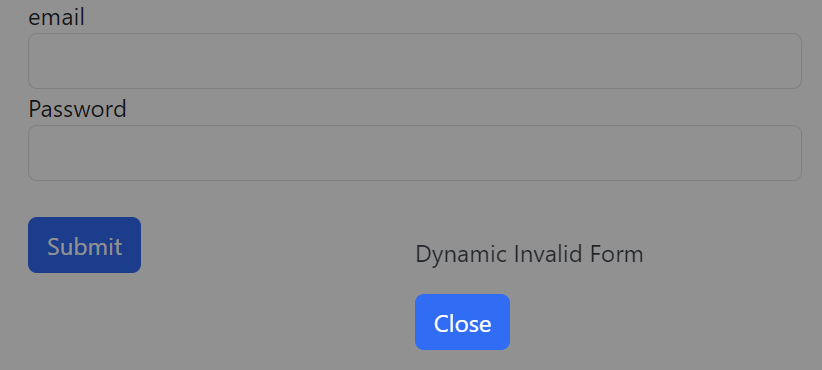 email
Password
Submit
Dynamic Invalid Form
Close